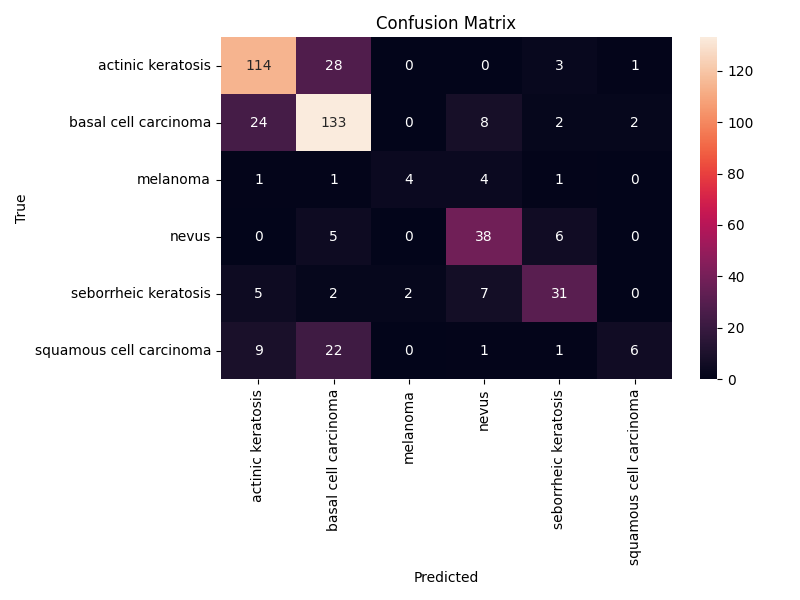 Confusion Matrix
True
actinic keratosis 114 28 0 0 3 1
basal cell carcinoma 24 133 0 8 2 2
melanoma 1 1 4 4 1 0
nevus 0 5 0 38 6 0
seborrheic keratosis 5 2 2 7 31 0
squamous cell carcinoma 9 22 0 1 1 6
actinic keratosis
basal cell carcinoma
melanoma
nevus
seborrheic keratosis
squamous cell carcinoma
Predicted
120
100
80
60
40
20
0